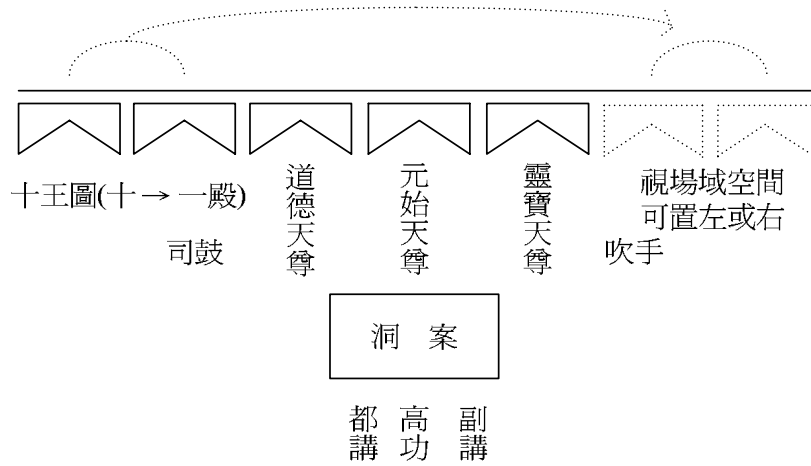 十王圖(十 → 一殿)
司鼓
道德天尊
元始天尊
靈寶天尊
視場域空間
可置左或右
吹手
洞 案
都講
高功
副講